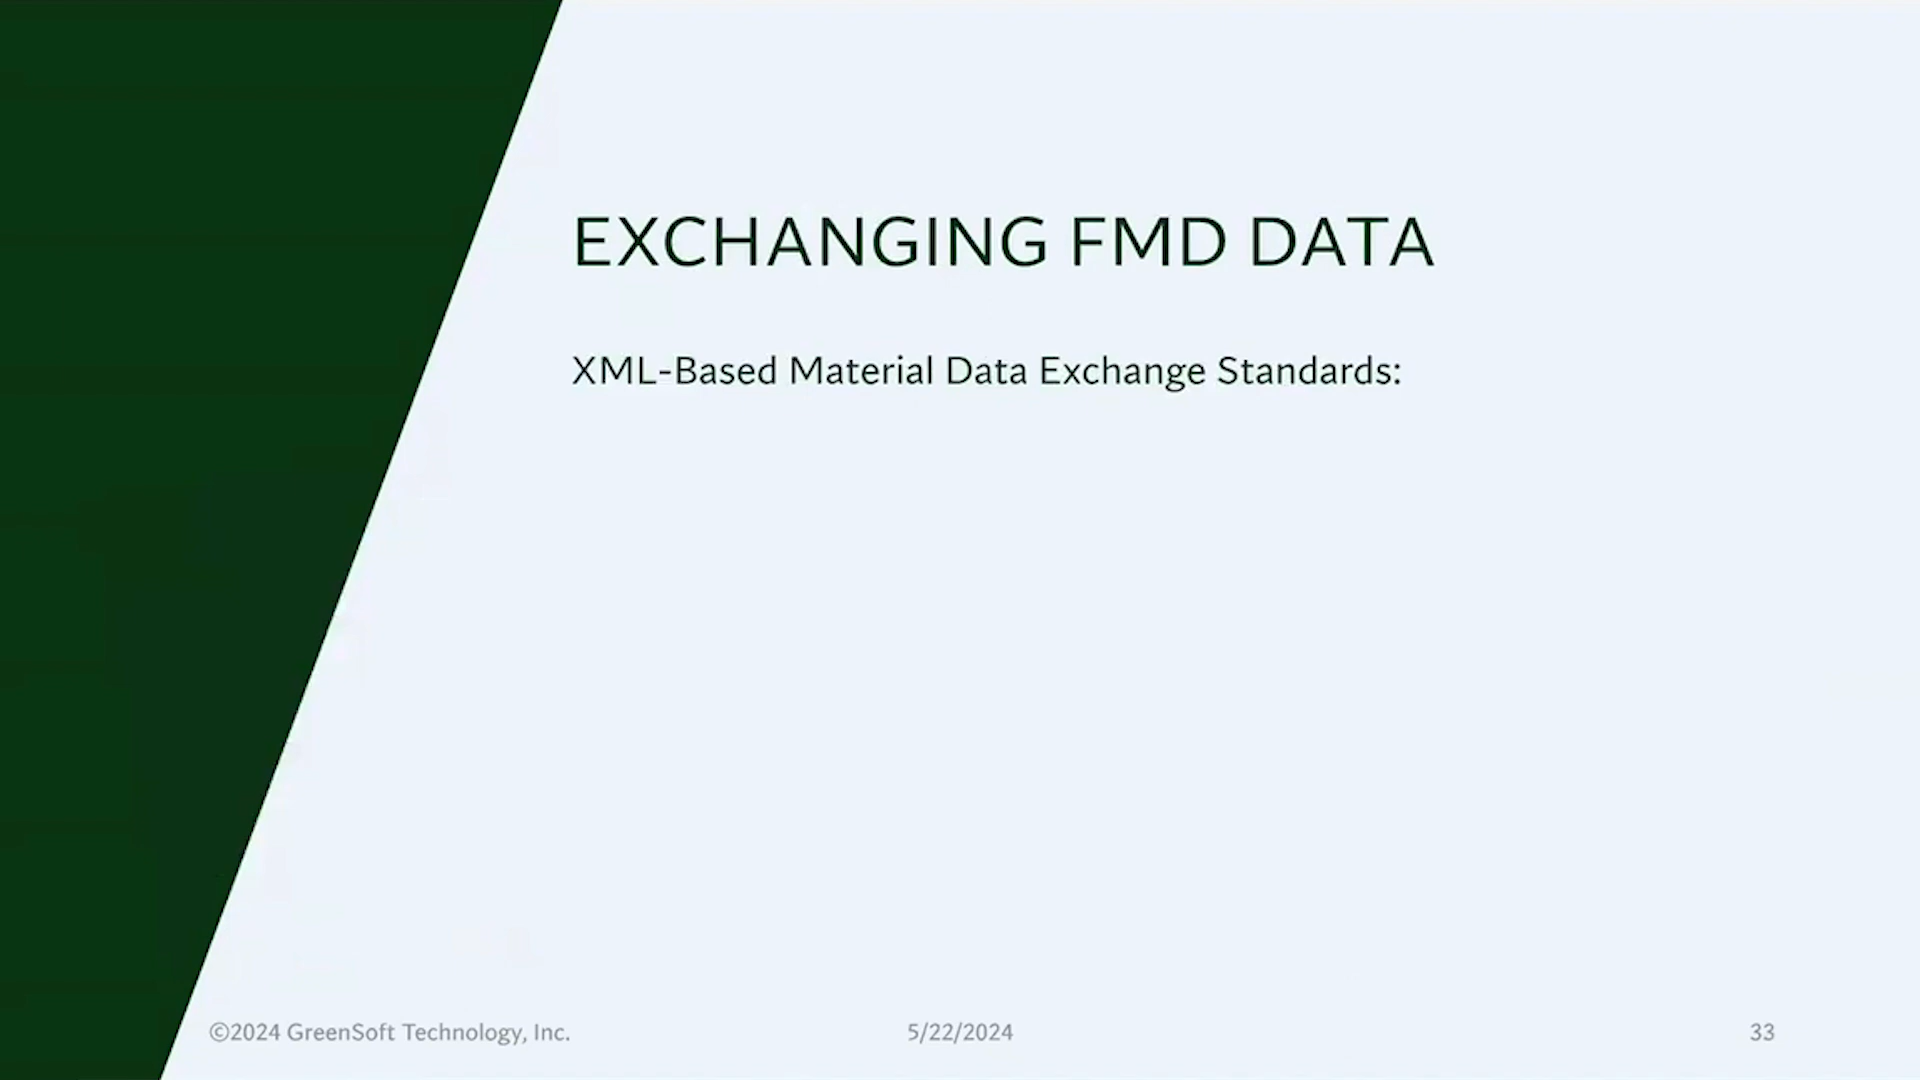 EXCHANGING FMD DATA
XML-Based Material Data Exchange Standards:
©2024 GreenSoft Technology, Inc.
5/22/2024
33